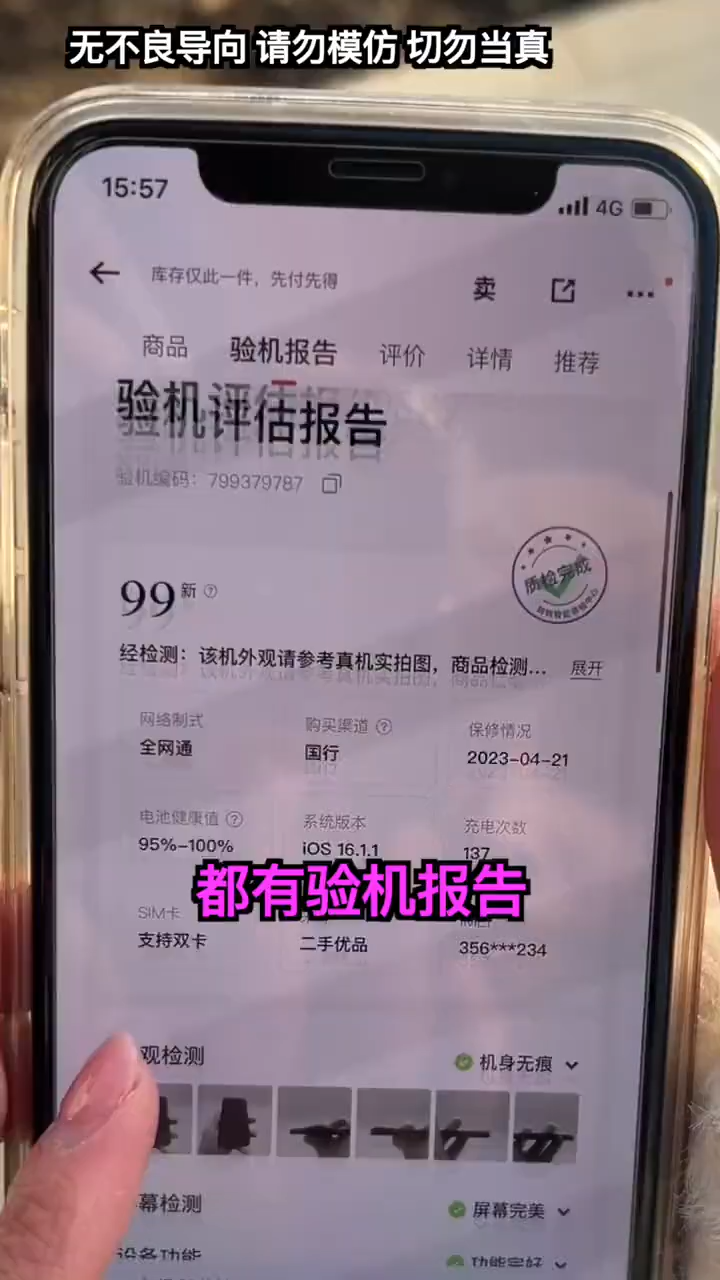 无不良导向 请勿模仿 切勿当真
15:57
4G
库存仅此一件，先付先得
卖
商品 验机报告 评价 详情 推荐
验机评估报告
验机编码：799379787
99新
质检完成
经检测：该机外观请参考真机实拍图，商品检测... 展开
网络制式 购买渠道 保修情况
全网通 国行 2023-04-21
电池健康值 系统版本 充电次数
95%-100% iOS 16.1.1 137
都有验机报告
SIM卡
支持双卡 二手优品 356***234
观检测 机身无痕
幕检测 屏幕完美
设备功能 功能完好